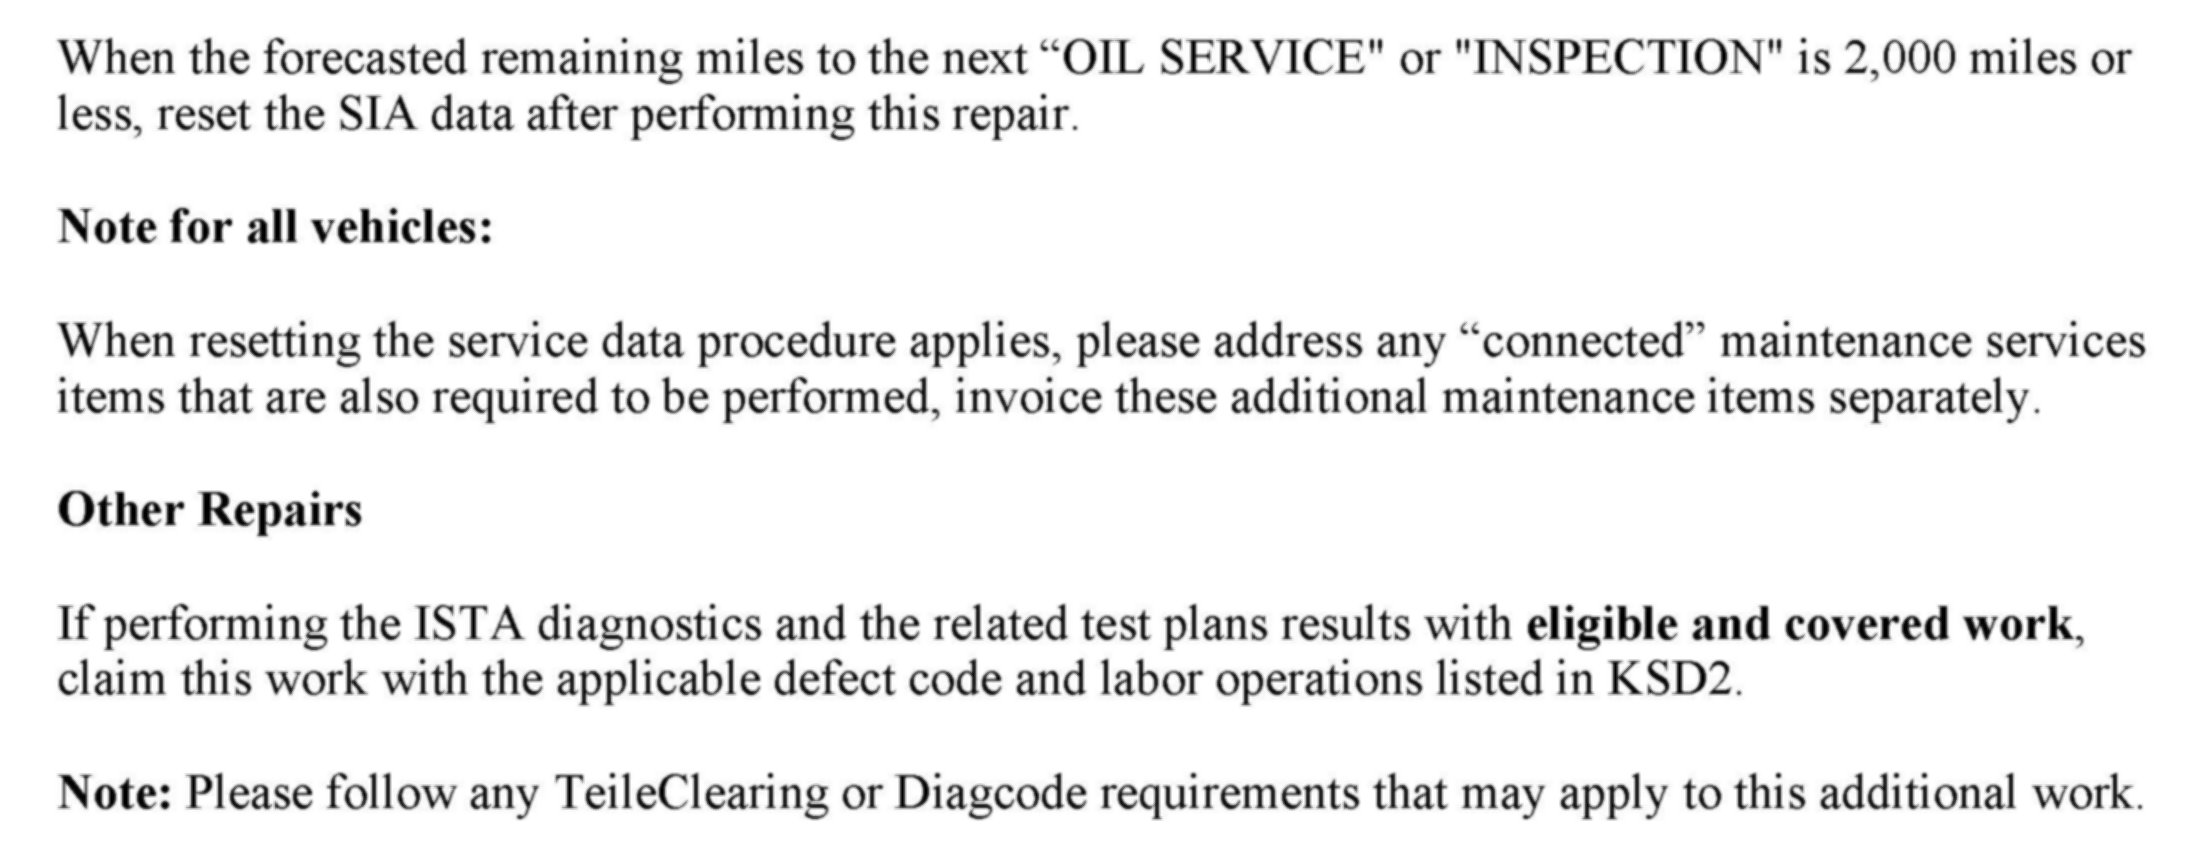 When the forecasted remaining miles to the next “OIL SERVICE" or "INSPECTION" is 2,000 miles or
less, reset the SIA data after performing this repair.
Note for all vehicles:
When resetting the service data procedure applies, please address any “connected” maintenance services
items that are also required to be performed, invoice these additional maintenance items separately.
Other Repairs
If performing the ISTA diagnostics and the related test plans results with eligible and covered work,
claim this work with the applicable defect code and labor operations listed in KSD2.
Note: Please follow any TeileClearing or Diagcode requirements that may apply to this additional work.